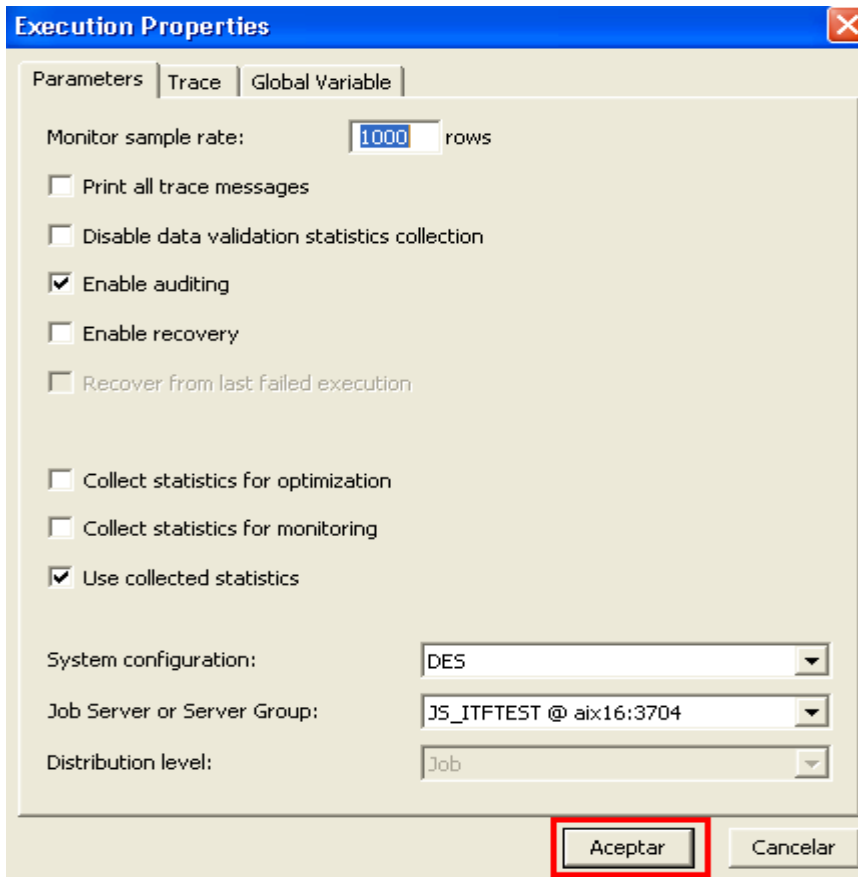 Execution Properties
Parameters Trace Global Variable
Monitor sample rate: 1000 rows
Print all trace messages
Disable data validation statistics collection
Enable auditing
Enable recovery
Recover from last failed execution
Collect statistics for optimization
Collect statistics for monitoring
Use collected statistics
System configuration: DES
Job Server or Server Group: JS_ITFTEST @ aix16:3704
Distribution level: Job
Aceptar Cancelar